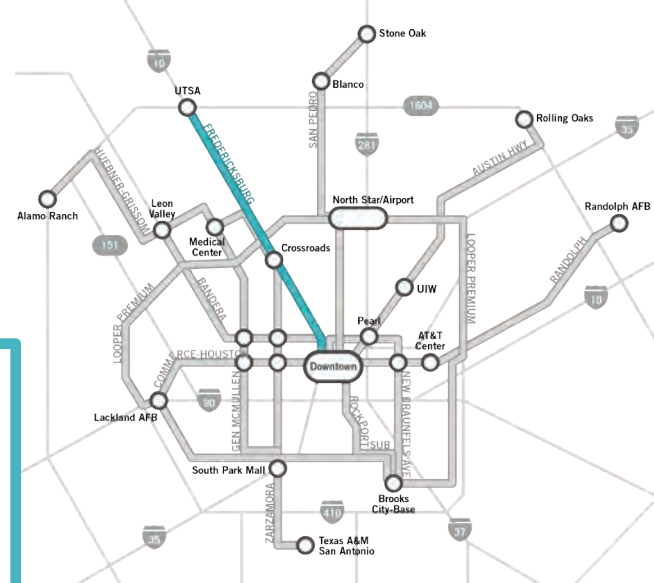 Stone Oak
10
Blanco
UTSA
1604
SAN PEDRO
Rolling Oaks
FREDERICKSBURG
35
281
AUSTIN HWY
HUEBNER-GRISSOM
Alamo Ranch
Leon
Valley
North Star/Airport
Randolph AFB
Medical
Center
151
Crossroads
LOOPER PREMIUM
RANDOLPH
UIW
10
BANDERA
LOOPER PREMIUM
Pearl
AT&T
Center
COMMERCE-HOUSTON
Downtown
Lackland AFB
90
GEN MCMULLEN
ROCKPORT
SUB
NEW BRAUNFELS AVE
South Park Mall
Brooks
City-Base
ZARZAMORA
410
35
37
Texas A&M
San Antonio